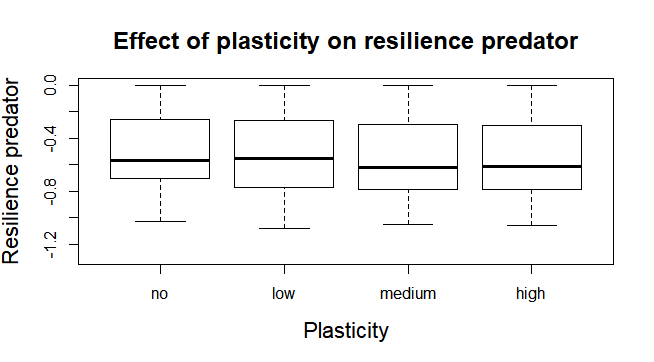 Effect of plasticity on resilience predator
Resilience predator
0.0
-0.4
-0.8
-1.2
no
low
medium
high
Plasticity